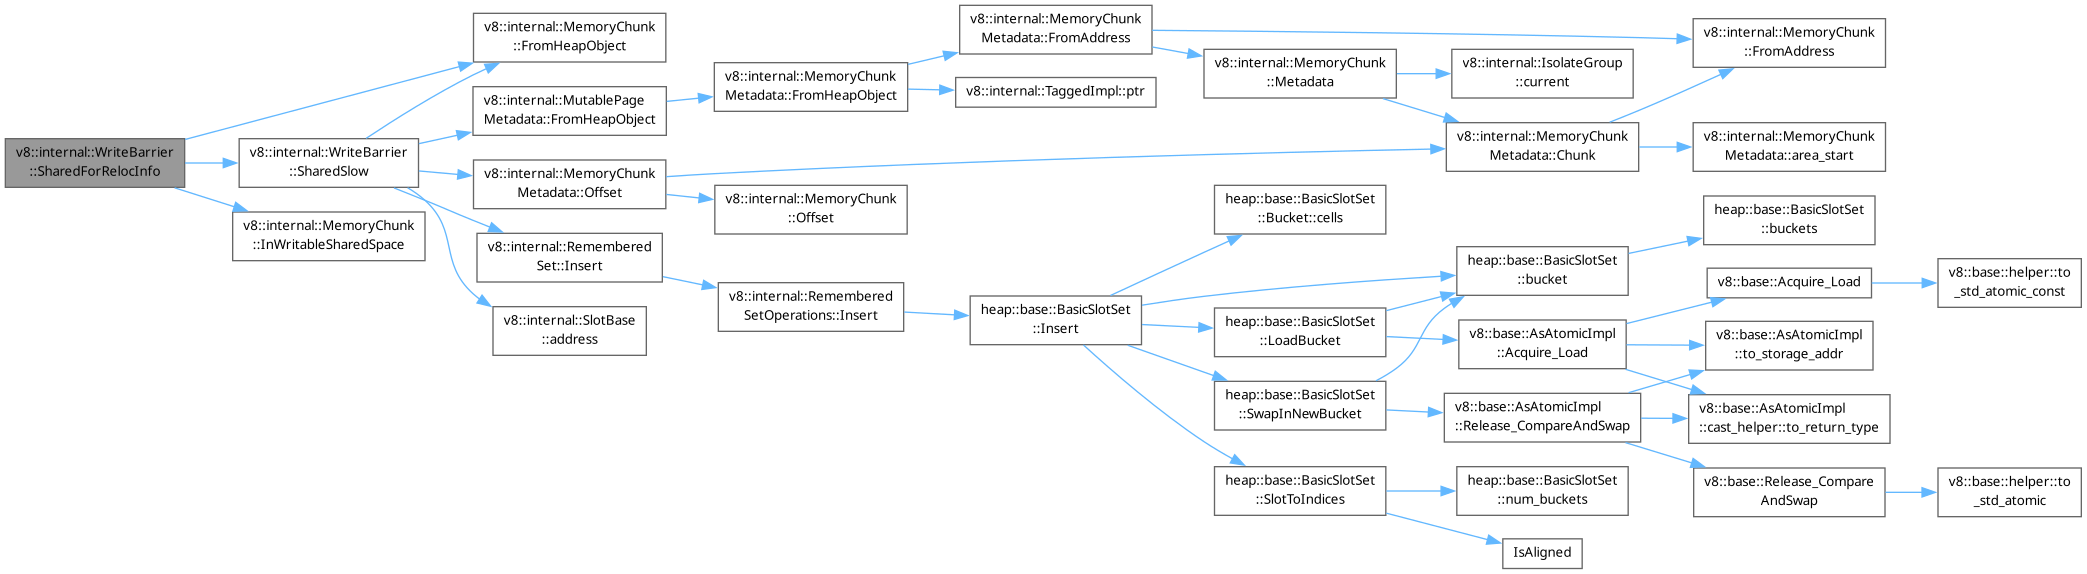 v8::internal::WriteBarrier
::SharedForRelocInfo
v8::internal::MemoryChunk
::FromHeapObject
v8::internal::WriteBarrier
::SharedSlow
v8::internal::MemoryChunk
::InWritableSharedSpace
v8::internal::MutablePage
Metadata::FromHeapObject
v8::internal::MemoryChunk
Metadata::Offset
v8::internal::Remembered
Set::Insert
v8::internal::SlotBase
::address
v8::internal::MemoryChunk
Metadata::FromHeapObject
v8::internal::MemoryChunk
::Offset
v8::internal::Remembered
SetOperations::Insert
v8::internal::MemoryChunk
Metadata::FromAddress
v8::internal::TaggedImpl::ptr
heap::base::BasicSlotSet
::Insert
v8::internal::MemoryChunk
::Metadata
heap::base::BasicSlotSet
::Bucket::cells
heap::base::BasicSlotSet
::LoadBucket
heap::base::BasicSlotSet
::SwapInNewBucket
heap::base::BasicSlotSet
::SlotToIndices
v8::internal::IsolateGroup
::current
v8::internal::MemoryChunk
Metadata::Chunk
heap::base::BasicSlotSet
::bucket
v8::base::AsAtomicImpl
::Acquire_Load
v8::base::AsAtomicImpl
::Release_CompareAndSwap
heap::base::BasicSlotSet
::num_buckets
IsAligned
v8::internal::MemoryChunk
::FromAddress
v8::internal::MemoryChunk
Metadata::area_start
heap::base::BasicSlotSet
::buckets
v8::base::Acquire_Load
v8::base::AsAtomicImpl
::to_storage_addr
v8::base::AsAtomicImpl
::cast_helper::to_return_type
v8::base::Release_Compare
AndSwap
v8::base::helper::to
_std_atomic_const
v8::base::helper::to
_std_atomic